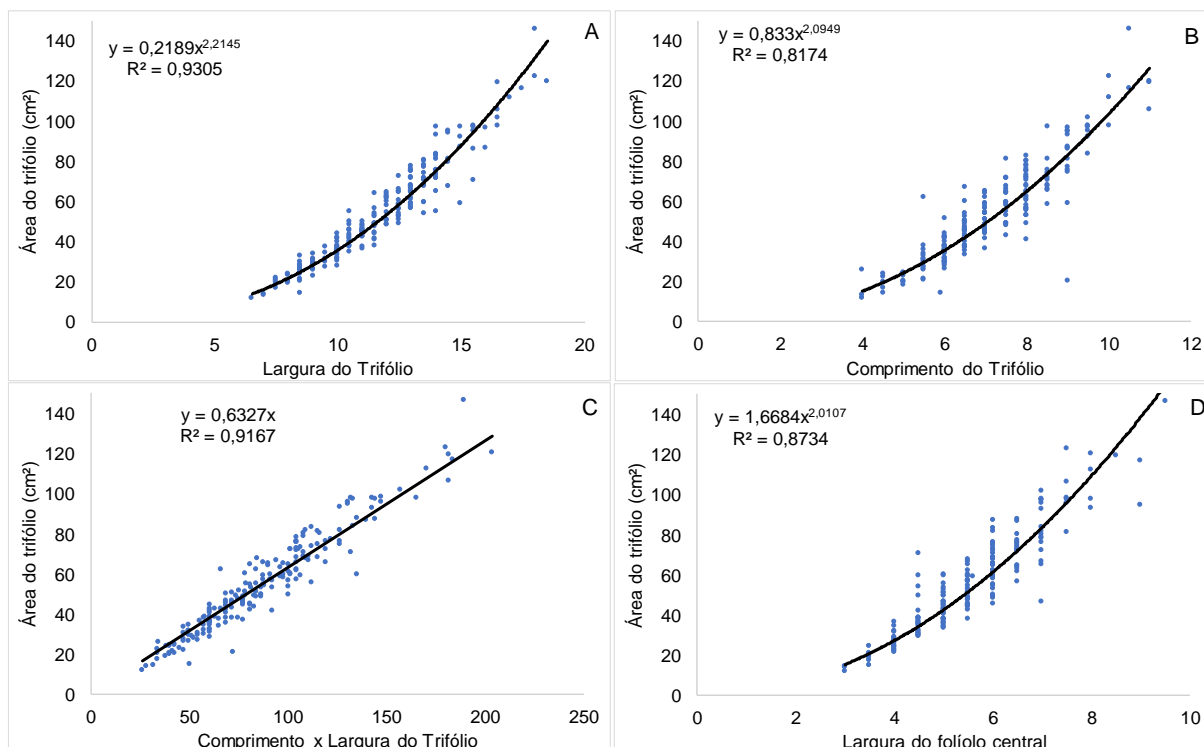 A
y = 0,2189x^2,2145
R² = 0,9305
Área do trifólio (cm²)
140
120
100
80
60
40
20
0
0 5 10 15 20
Largura do Trifólio
B
y = 0,833x^2,0949
R² = 0,8174
Área do trifólio (cm²)
140
120
100
80
60
40
20
0
0 2 4 6 8 10 12
Comprimento do Trifólio
C
y = 0,6327x
R² = 0,9167
Área do trifólio (cm²)
140
120
100
80
60
40
20
0
0 50 100 150 200 250
Comprimento x Largura do Trifólio
D
y = 1,6684x^2,0107
R² = 0,8734
Área do trifólio (cm²)
140
120
100
80
60
40
20
0
0 2 4 6 8 10
Largura do folíolo central